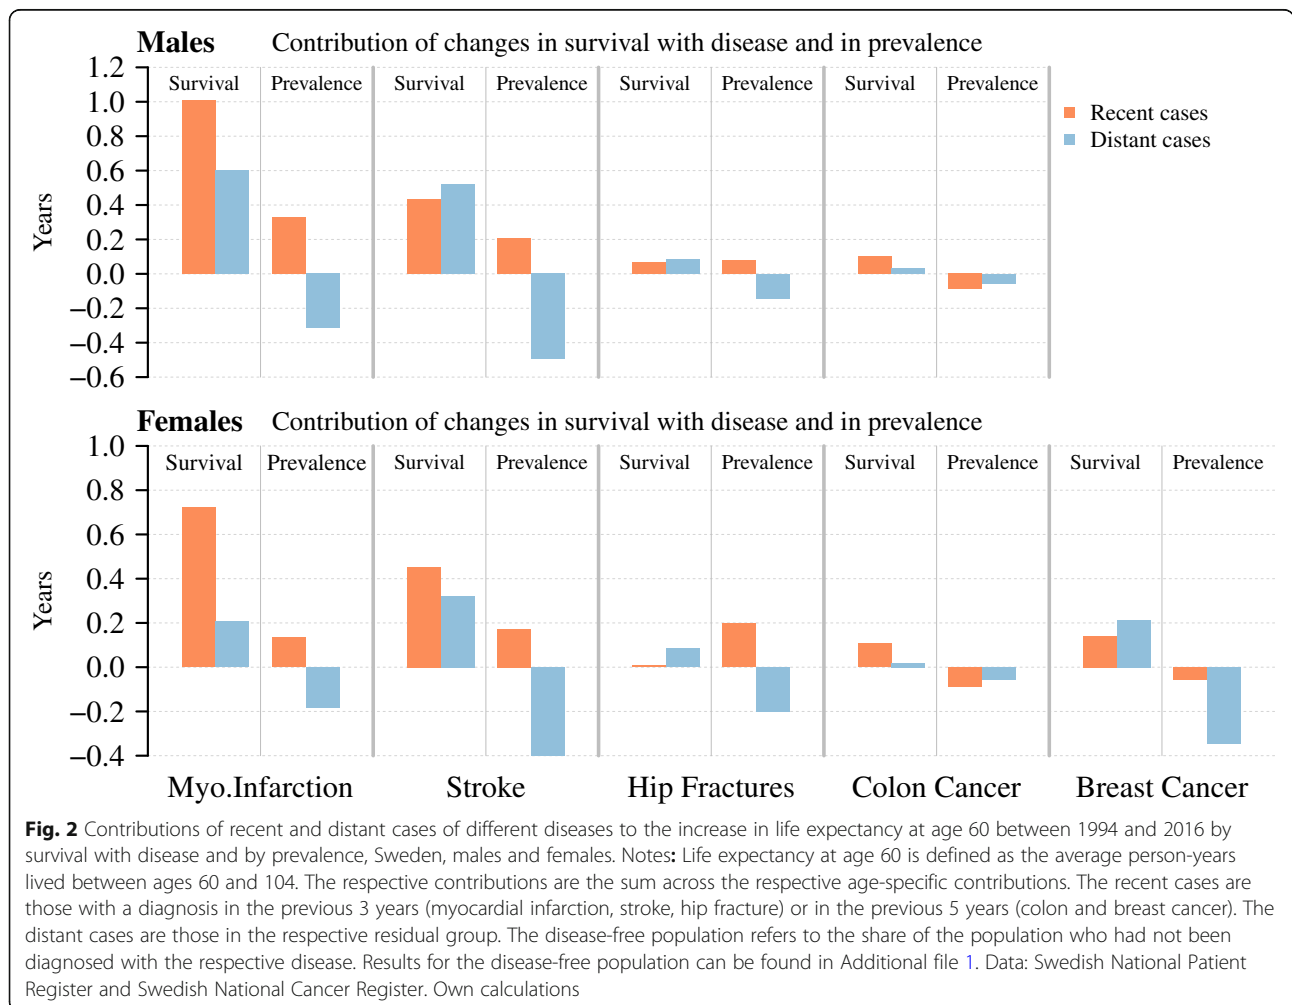 Males Contribution of changes in survival with disease and in prevalence
Survival Prevalence Survival Prevalence Survival Prevalence Survival Prevalence
Recent cases
Distant cases
Years
1.2
1.0
0.8
0.6
0.4
0.2
0.0
−0.2
−0.4
−0.6
Females Contribution of changes in survival with disease and in prevalence
Survival Prevalence Survival Prevalence Survival Prevalence Survival Prevalence Survival Prevalence
Years
1.0
0.8
0.6
0.4
0.2
0.0
−0.2
−0.4
Myo.Infarction Stroke Hip Fractures Colon Cancer Breast Cancer
Fig. 2 Contributions of recent and distant cases of different diseases to the increase in life expectancy at age 60 between 1994 and 2016 by
survival with disease and by prevalence, Sweden, males and females. Notes: Life expectancy at age 60 is defined as the average person-years
lived between ages 60 and 104. The respective contributions are the sum across the respective age-specific contributions. The recent cases are
those with a diagnosis in the previous 3 years (myocardial infarction, stroke, hip fracture) or in the previous 5 years (colon and breast cancer). The
distant cases are those in the respective residual group. The disease-free population refers to the share of the population who had not been
diagnosed with the respective disease. Results for the disease-free population can be found in Additional file 1. Data: Swedish National Patient
Register and Swedish National Cancer Register. Own calculations